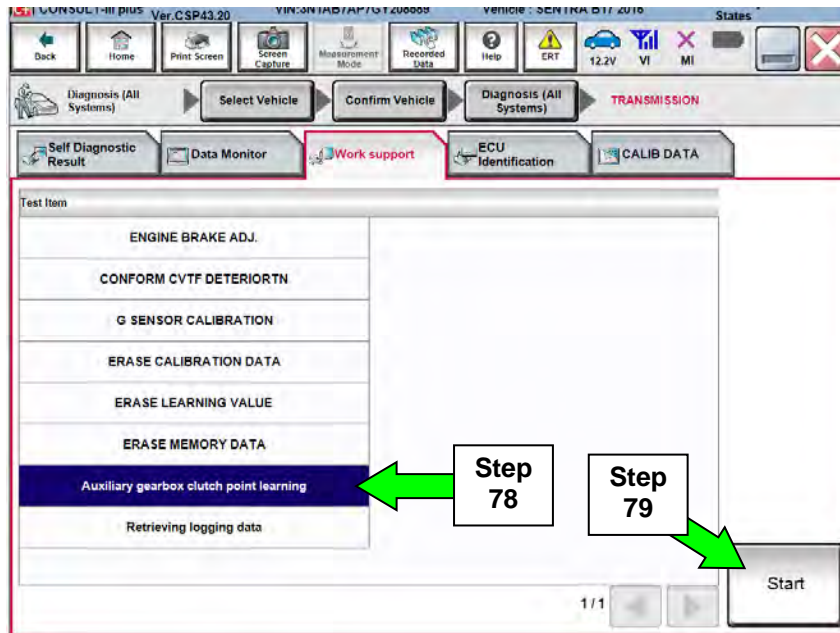 CONSULT-III plus Ver.CSP43.20 VIN:3N1AB7AP7GY208689 Vehicle : SENTRA B17 2016 States
Back
Home
Print Screen
Screen Capture
Measurement Mode
Recorded Data
Help
ERT
12.2V
VI
MI
Diagnosis (All Systems)
Select Vehicle
Confirm Vehicle
Diagnosis (All Systems)
TRANSMISSION
Self Diagnostic Result
Data Monitor
Work support
ECU Identification
CALIB DATA
Test Item
ENGINE BRAKE ADJ.
CONFORM CVTF DETERIORTN
G SENSOR CALIBRATION
ERASE CALIBRATION DATA
ERASE LEARNING VALUE
ERASE MEMORY DATA
Auxiliary gearbox clutch point learning
Retrieving logging data
Step
78
Step
79
1/1
Start